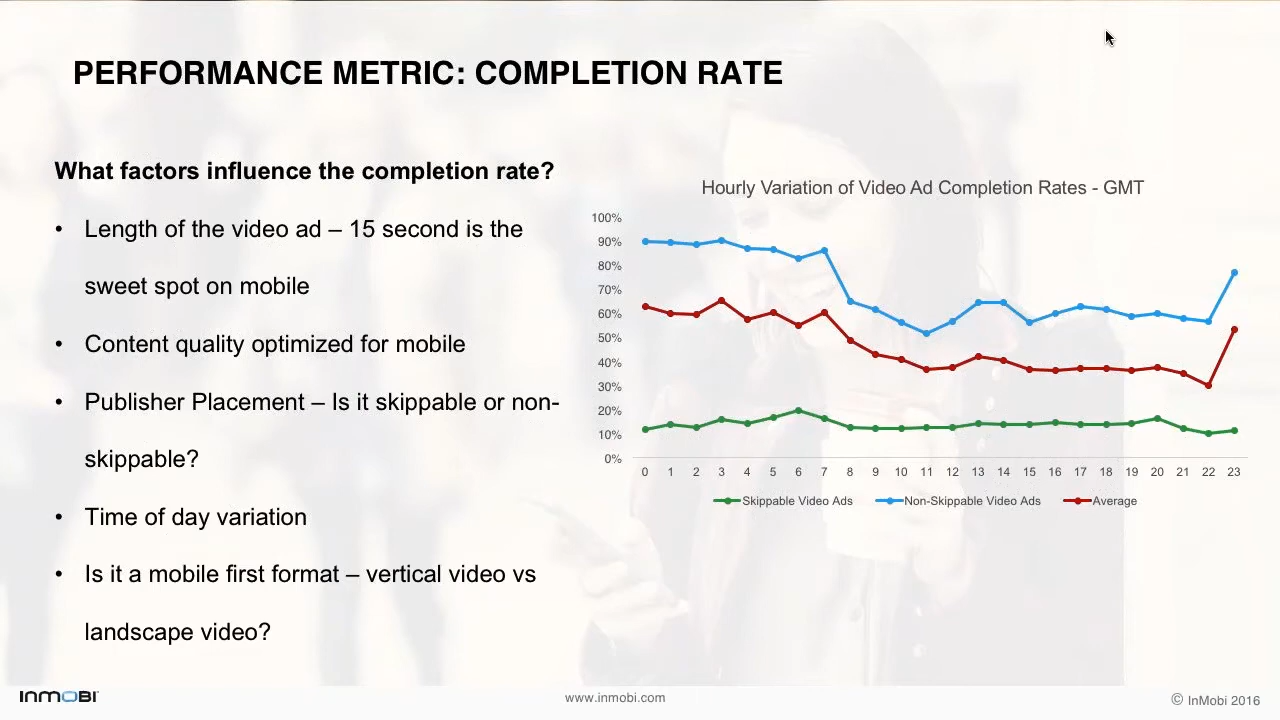 PERFORMANCE METRIC: COMPLETION RATE
What factors influence the completion rate?
• Length of the video ad – 15 second is the
sweet spot on mobile
• Content quality optimized for mobile
• Publisher Placement – Is it skippable or non-
skippable?
• Time of day variation
• Is it a mobile first format – vertical video vs
landscape video?
Hourly Variation of Video Ad Completion Rates - GMT
100%
90%
80%
70%
60%
50%
40%
30%
20%
10%
0%
0 1 2 3 4 5 6 7 8 9 10 11 12 13 14 15 16 17 18 19 20 21 22 23
Skippable Video Ads Non-Skippable Video Ads Average
INMOBI
www.inmobi.com
© InMobi 2016